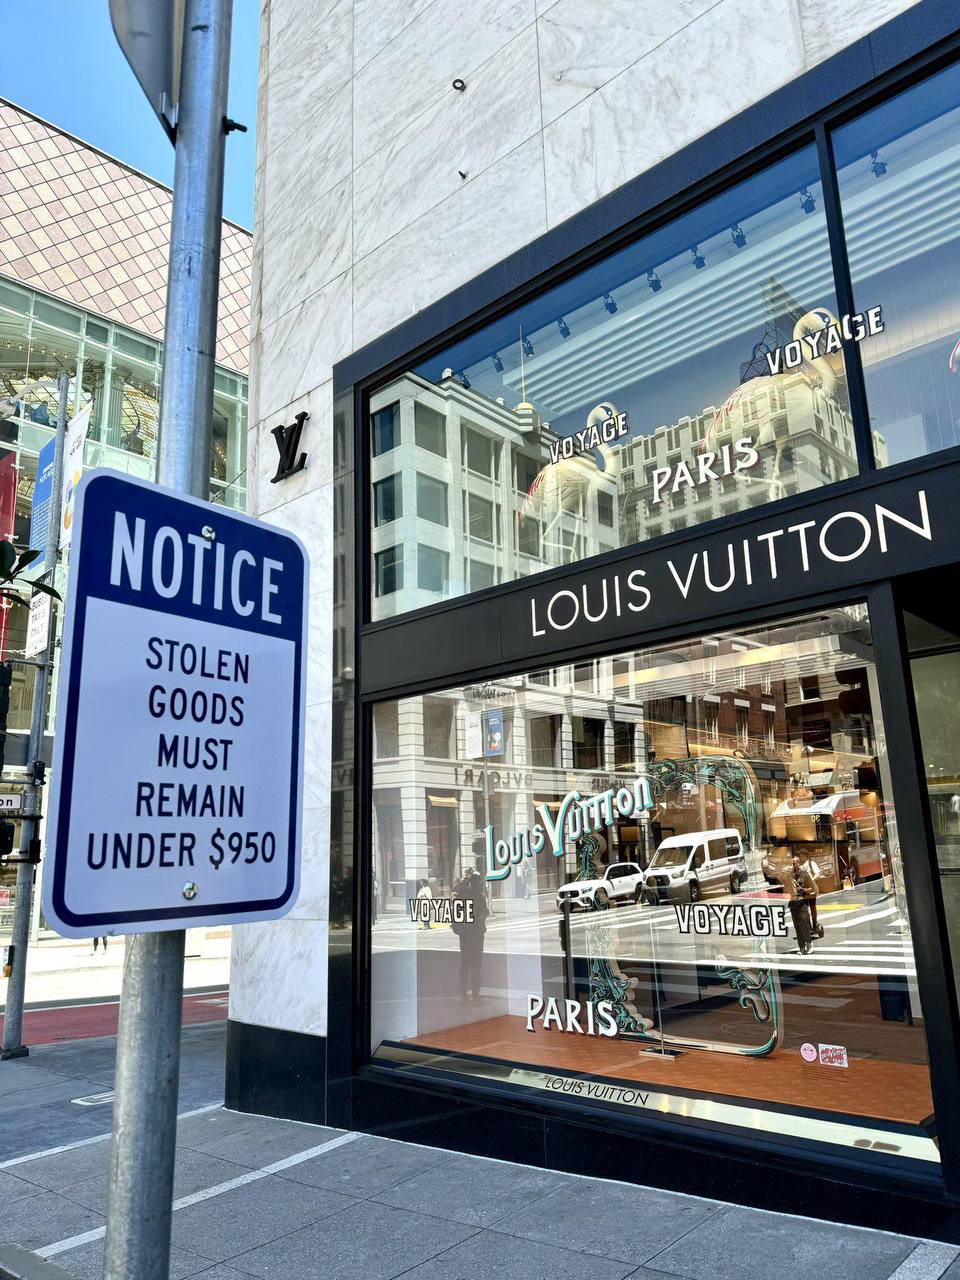 NOTICE
STOLEN
GOODS
MUST
REMAIN
UNDER $950
LV
VOYAGE
PARIS
VOYAGE
LOUIS VUITTON
BVLGARI
Louis Vuitton
VOYAGE
VOYAGE
PARIS
LOUIS VUITTON